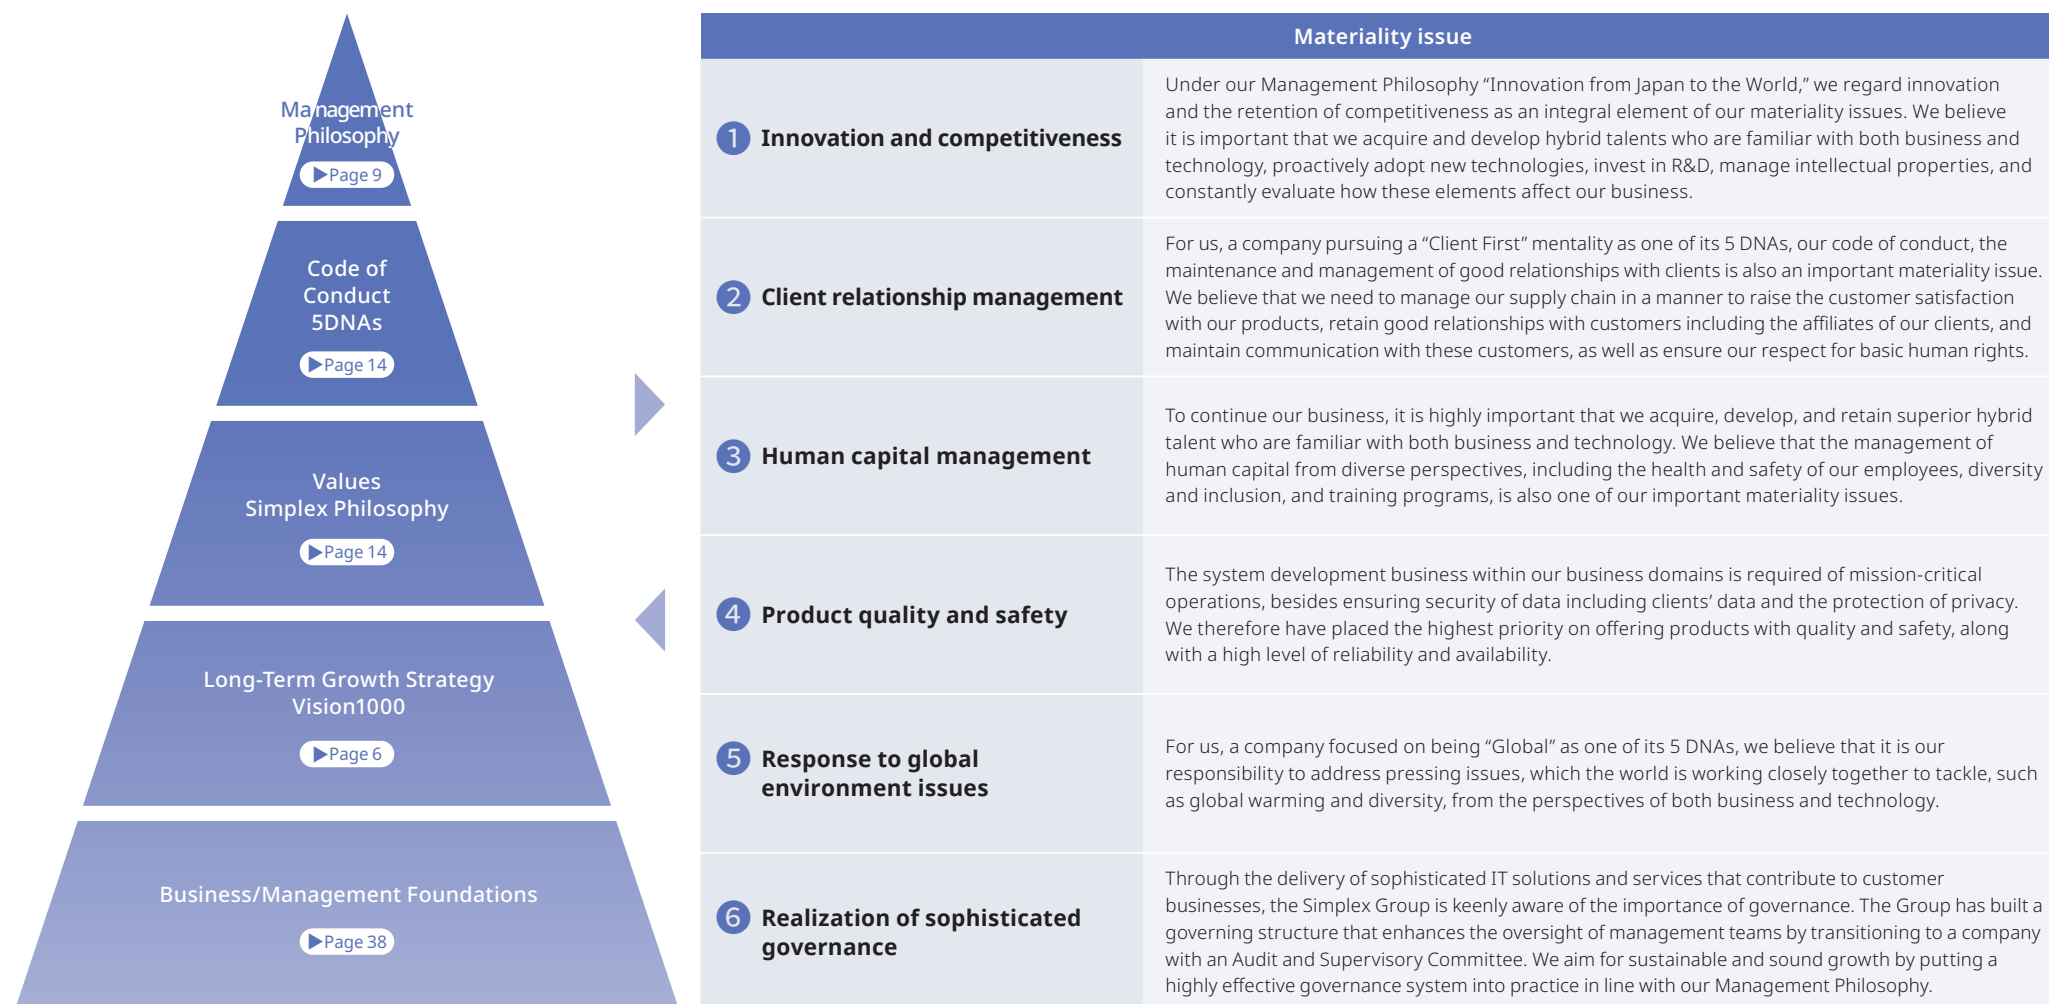 Management
Philosophy
▶Page 9
Code of
Conduct
5DNAs
▶Page 14
Values
Simplex Philosophy
▶Page 14
Long-Term Growth Strategy
Vision1000
▶Page 6
Business/Management Foundations
▶Page 38
Materiality issue
1 Innovation and competitiveness
Under our Management Philosophy “Innovation from Japan to the World,” we regard innovation
and the retention of competitiveness as an integral element of our materiality issues. We believe
it is important that we acquire and develop hybrid talents who are familiar with both business and
technology, proactively adopt new technologies, invest in R&D, manage intellectual properties, and
constantly evaluate how these elements affect our business.
2 Client relationship management
For us, a company pursuing a “Client First” mentality as one of its 5 DNAs, our code of conduct, the
maintenance and management of good relationships with clients is also an important materiality issue.
We believe that we need to manage our supply chain in a manner to raise the customer satisfaction
with our products, retain good relationships with customers including the affiliates of our clients, and
maintain communication with these customers, as well as ensure our respect for basic human rights.
3 Human capital management
To continue our business, it is highly important that we acquire, develop, and retain superior hybrid
talent who are familiar with both business and technology. We believe that the management of
human capital from diverse perspectives, including the health and safety of our employees, diversity
and inclusion, and training programs, is also one of our important materiality issues.
4 Product quality and safety
The system development business within our business domains is required of mission-critical
operations, besides ensuring security of data including clients’ data and the protection of privacy.
We therefore have placed the highest priority on offering products with quality and safety, along
with a high level of reliability and availability.
5 Response to global
environment issues
For us, a company focused on being “Global” as one of its 5 DNAs, we believe that it is our
responsibility to address pressing issues, which the world is working closely together to tackle, such
as global warming and diversity, from the perspectives of both business and technology.
6 Realization of sophisticated
governance
Through the delivery of sophisticated IT solutions and services that contribute to customer
businesses, the Simplex Group is keenly aware of the importance of governance. The Group has built a
governing structure that enhances the oversight of management teams by transitioning to a company
with an Audit and Supervisory Committee. We aim for sustainable and sound growth by putting a
highly effective governance system into practice in line with our Management Philosophy.